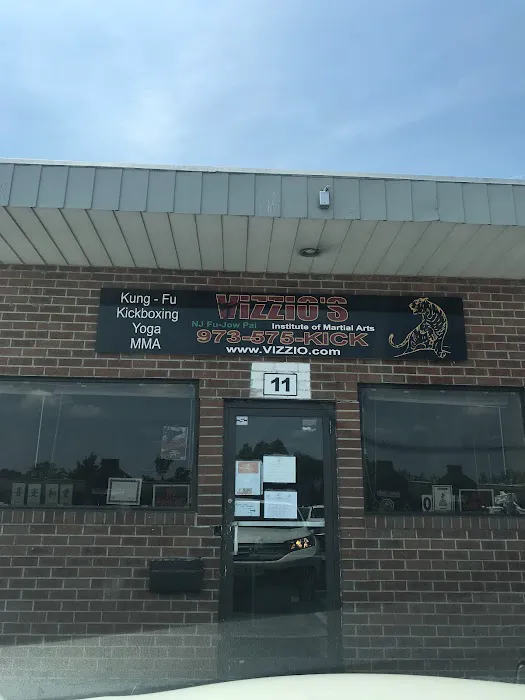 Kung - Fu
Kickboxing
Yoga
MMA
VIZZIO'S
NJ Fu-Jow Pai Institute of Martial Arts
973-575-KICK
www.VIZZIO.com
11